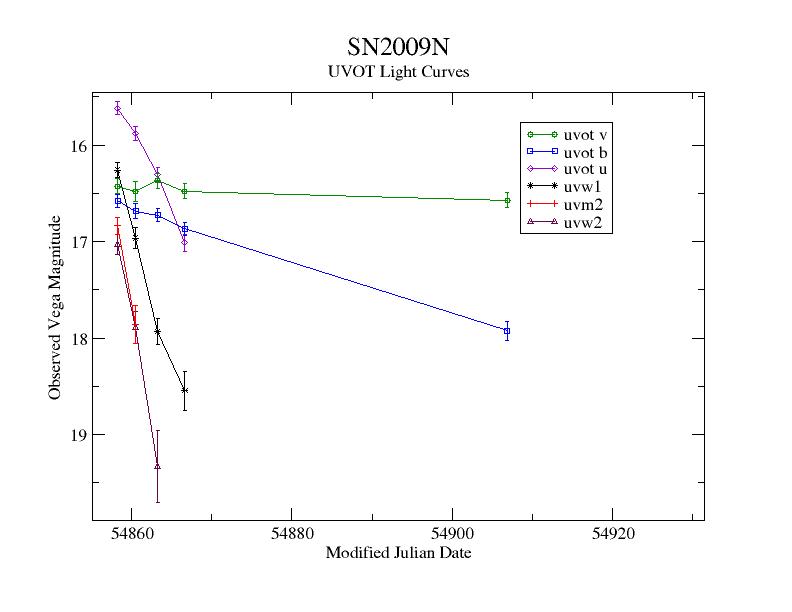 SN2009N
UVOT Light Curves
uvot v
uvot b
uvot u
uvw1
uvm2
uvw2
Observed Vega Magnitude
16
17
18
19
54860 54880 54900 54920
Modified Julian Date